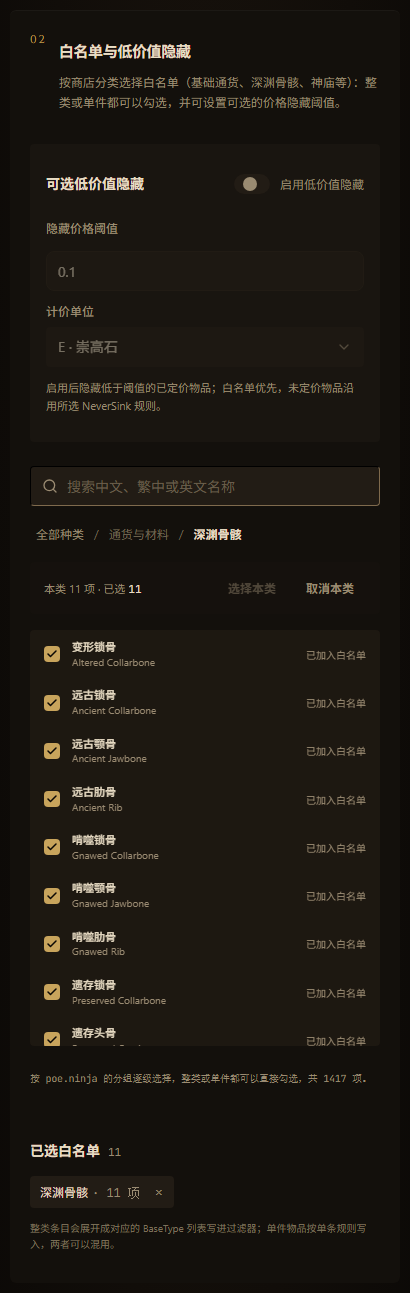 02
白名单与低价值隐藏
按商店分类选择白名单（基础通货、深渊骨骸、神庙等）：整
类或单件都可以勾选，并可设置可选的价格隐藏阈值。
可选低价值隐藏
启用低价值隐藏
隐藏价格阈值
0.1
计价单位
E · 崇高石
启用后隐藏低于阈值的已定价物品；白名单优先，未定价物品沿
用所选 NeverSink 规则。
搜索中文、繁中或英文名称
全部种类 / 通货与材料 / 深渊骨骸
本类 11 项 · 已选 11
选择本类
取消本类
变形锁骨
Altered Collarbone
已加入白名单
远古锁骨
Ancient Collarbone
已加入白名单
远古颚骨
Ancient Jawbone
已加入白名单
远古肋骨
Ancient Rib
已加入白名单
啃噬锁骨
Gnawed Collarbone
已加入白名单
啃噬颚骨
Gnawed Jawbone
已加入白名单
啃噬肋骨
Gnawed Rib
已加入白名单
遗存锁骨
Preserved Collarbone
已加入白名单
遗存头骨
已加入白名单
按 poe.ninja 的分组逐级选择，整类或单件都可以直接勾选，共 1417 项。
已选白名单 11
深渊骨骸 · 11 项 ×
整类条目会展开成对应的 BaseType 列表写进过滤器；单件物品按单条规则写
入，两者可以混用。